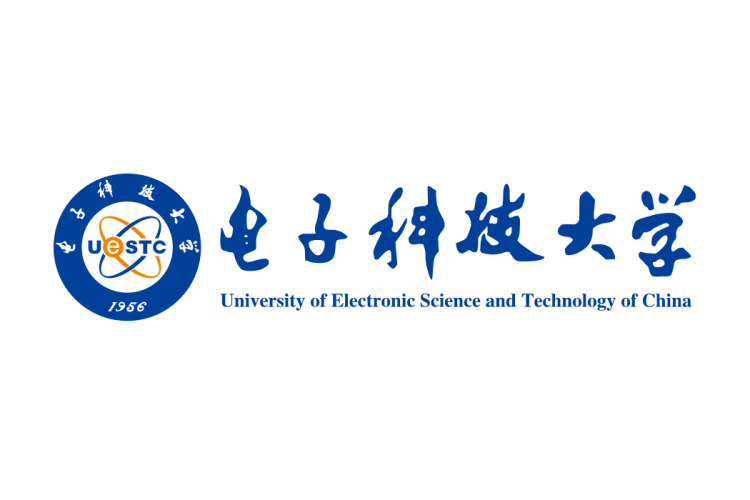 电子科技大学
UeSTC
1956
电子科技大学
University of Electronic Science and Technology of China